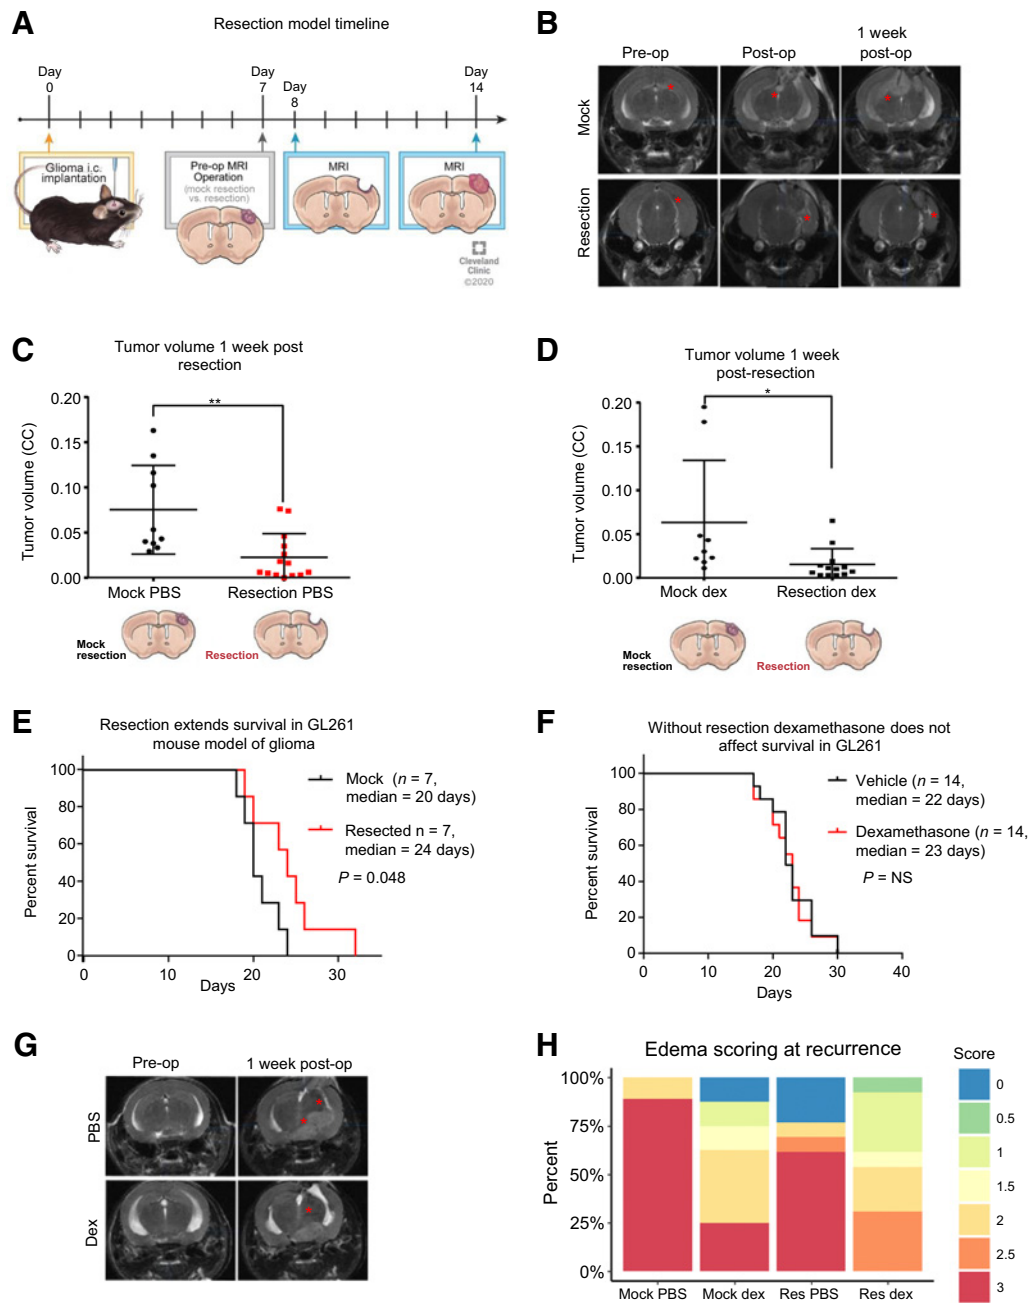 A
Resection model timeline
Day
0
Day
7
Day
8
Day
14
Glioma i.c.
implantation
Pre-op MRI
Operation
(mock resection
vs. resection)
MRI
MRI
Cleveland
Clinic
©2020
B
Pre-op
Post-op
1 week
post-op
Mock
Resection
C
Tumor volume 1 week post
resection
**
Tumor volume (CC)
0.20
0.15
0.10
0.05
0.00
Mock PBS
Resection PBS
Mock
resection
Resection
D
Tumor volume 1 week
post-resection
*
Tumor volume (CC)
0.20
0.15
0.10
0.05
0.00
Mock dex
Resection dex
Mock
resection
Resection
E
Resection extends survival in GL261
mouse model of glioma
Percent survival
100
80
60
40
20
0
0
10
20
30
Days
Mock (n = 7,
median = 20 days)
Resected n = 7,
median = 24 days)
P = 0.048
F
Without resection dexamethasone does not
affect survival in GL261
Percent survival
100
80
60
40
20
0
0
10
20
30
40
Days
Vehicle (n = 14,
median = 22 days)
Dexamethasone (n = 14,
median = 23 days)
P = NS
G
Pre-op
1 week post-op
PBS
Dex
H
Edema scoring at recurrence
Percent
100%
75%
50%
25%
0%
Mock PBS
Mock dex
Res PBS
Res dex
Score
0
0.5
1
1.5
2
2.5
3